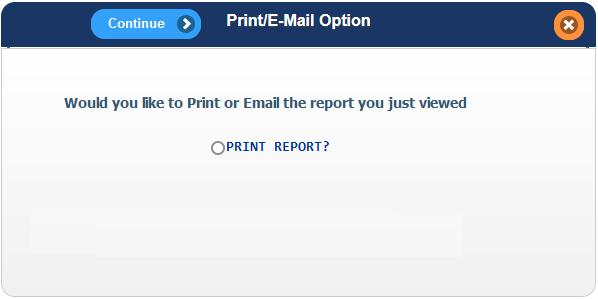 Continue
Print/E-Mail Option
Would you like to Print or Email the report you just viewed
PRINT REPORT?